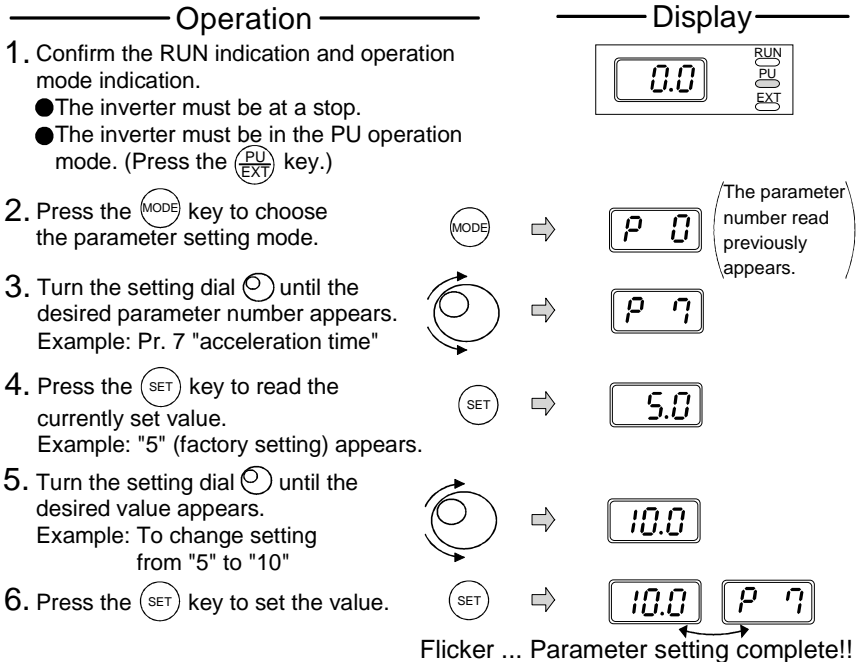 Operation Display
1. Confirm the RUN indication and operation
mode indication.
●The inverter must be at a stop.
●The inverter must be in the PU operation
mode. (Press the PU/EXT key.)
0.0
RUN
PU
EXT
2. Press the MODE key to choose
the parameter setting mode.
MODE
P 0
(The parameter
number read
previously
appears.)
3. Turn the setting dial until the
desired parameter number appears.
Example: Pr. 7 "acceleration time"
P 7
4. Press the SET key to read the
currently set value.
Example: "5" (factory setting) appears.
SET
5.0
5. Turn the setting dial until the
desired value appears.
Example: To change setting
from "5" to "10"
10.0
6. Press the SET key to set the value.
SET
10.0 P 7
Flicker ... Parameter setting complete!!